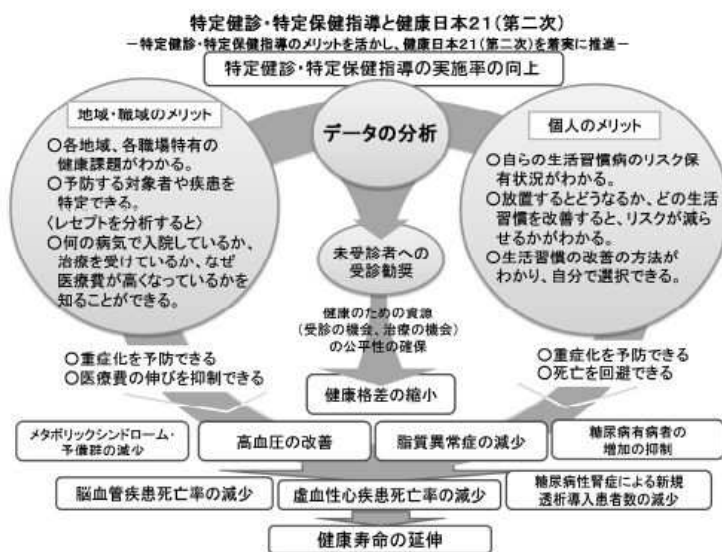 特定健診・特定保健指導と健康日本21(第二次)
－特定健診・特定保健指導のメリットを活かし、健康日本21(第二次)を着実に推進－
特定健診・特定保健指導の実施率の向上
地域・職域のメリット
○各地域、各職場特有の
健康課題がわかる。
○予防する対象者や疾患を
特定できる。
〈レセプトを分析すると〉
○何の病気で入院しているか、
治療を受けているか、なぜ
医療費が高くなっているかを
知ることができる。
データの分析
個人のメリット
○自らの生活習慣病のリスク保
有状況がわかる。
○放置するとどうなるか、どの生活
習慣を改善すると、リスクが減ら
せるかがわかる。
○生活習慣の改善の方法が
わかり、自分で選択できる。
未受診者への
受診勧奨
健康のための資源
(受診の機会、治療の機会)
の公平性の確保
○重症化を予防できる
○医療費の伸びを抑制できる
○重症化を予防できる
○死亡を回避できる
健康格差の縮小
メタボリックシンドローム・
予備群の減少
高血圧の改善
脂質異常症の減少
糖尿病有病者の
増加の抑制
脳血管疾患死亡率の減少
虚血性心疾患死亡率の減少
糖尿病性腎症による新規
透析導入患者数の減少
健康寿命の延伸